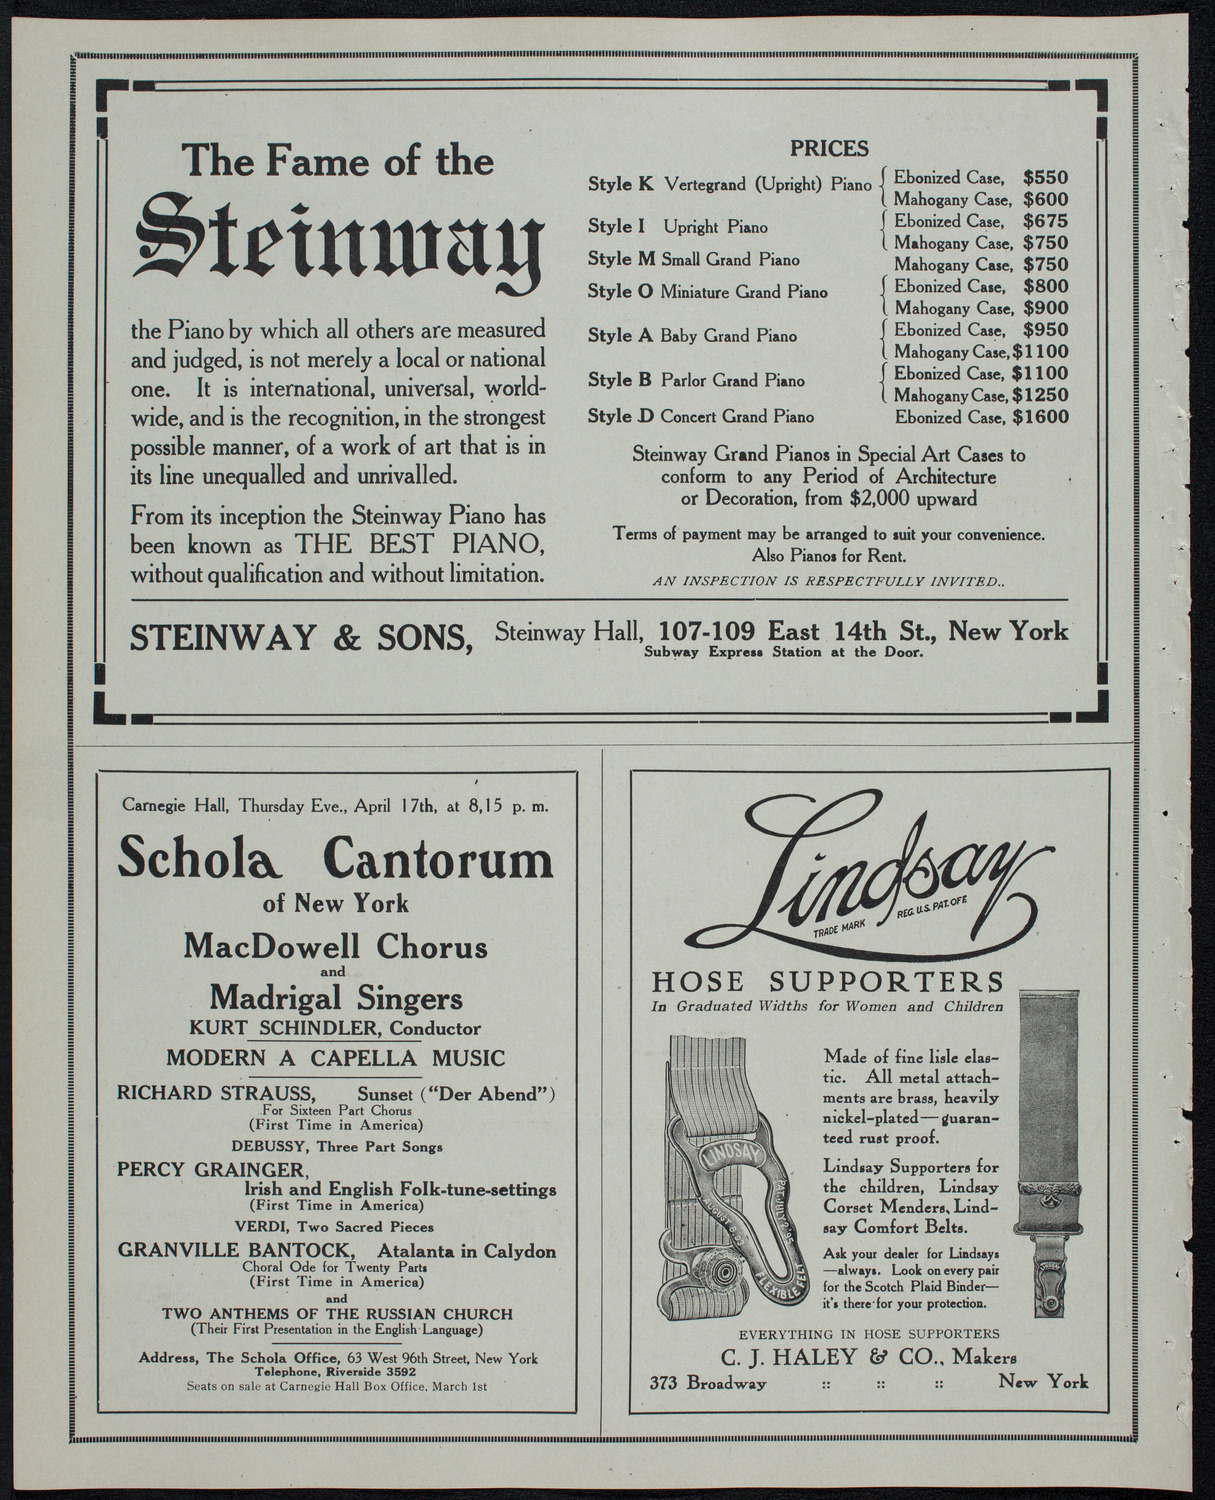 The Fame of the
Steinway
the Piano by which all others are measured
and judged, is not merely a local or national
one. It is international, universal, world-
wide, and is the recognition, in the strongest
possible manner, of a work of art that is in
its line unequalled and unrivalled.
From its inception the Steinway Piano has
been known as THE BEST PIANO,
without qualification and without limitation.
PRICES
Style K Vertegrand (Upright) Piano { Ebonized Case, $550
Mahogany Case, $600
Style I Upright Piano { Ebonized Case, $675
Mahogany Case, $750
Style M Small Grand Piano Mahogany Case, $750
Style O Miniature Grand Piano { Ebonized Case, $800
Mahogany Case, $900
Style A Baby Grand Piano { Ebonized Case, $950
Mahogany Case, $1100
Style B Parlor Grand Piano { Ebonized Case, $1100
Mahogany Case, $1250
Style D Concert Grand Piano Ebonized Case, $1600
Steinway Grand Pianos in Special Art Cases to
conform to any Period of Architecture
or Decoration, from $2,000 upward
Terms of payment may be arranged to suit your convenience.
Also Pianos for Rent.
AN INSPECTION IS RESPECTFULLY INVITED..
STEINWAY & SONS, Steinway Hall, 107-109 East 14th St., New York
Subway Express Station at the Door.
Carnegie Hall, Thursday Eve., April 17th, at 8,15 p. m.
Schola Cantorum
of New York
MacDowell Chorus
and
Madrigal Singers
KURT SCHINDLER, Conductor
MODERN A CAPELLA MUSIC
RICHARD STRAUSS, Sunset ("Der Abend")
For Sixteen Part Chorus
(First Time in America)
DEBUSSY, Three Part Songs
PERCY GRAINGER,
Irish and English Folk-tune-settings
(First Time in America)
VERDI, Two Sacred Pieces
GRANVILLE BANTOCK, Atalanta in Calydon
Choral Ode for Twenty Parts
(First Time in America)
and
TWO ANTHEMS OF THE RUSSIAN CHURCH
(Their First Presentation in the English Language)
Address, The Schola Office, 63 West 96th Street, New York
Telephone, Riverside 3592
Seats on sale at Carnegie Hall Box Office, March 1st
Lindsay
TRADE MARK REG. U.S. PAT. OFF.
HOSE SUPPORTERS
In Graduated Widths for Women and Children
LINDSAY
FLEXIBLE
Made of fine lisle elas-
tic. All metal attach-
ments are brass, heavily
nickel-plated—guaran-
teed rust proof.
Lindsay Supporters for
the children, Lindsay
Corset Menders, Lind-
say Comfort Belts.
Ask your dealer for Lindsays
—always. Look on every pair
for the Scotch Plaid Binder—
it's there for your protection.
EVERYTHING IN HOSE SUPPORTERS
C. J. HALEY & CO., Makers
373 Broadway :: :: :: New York